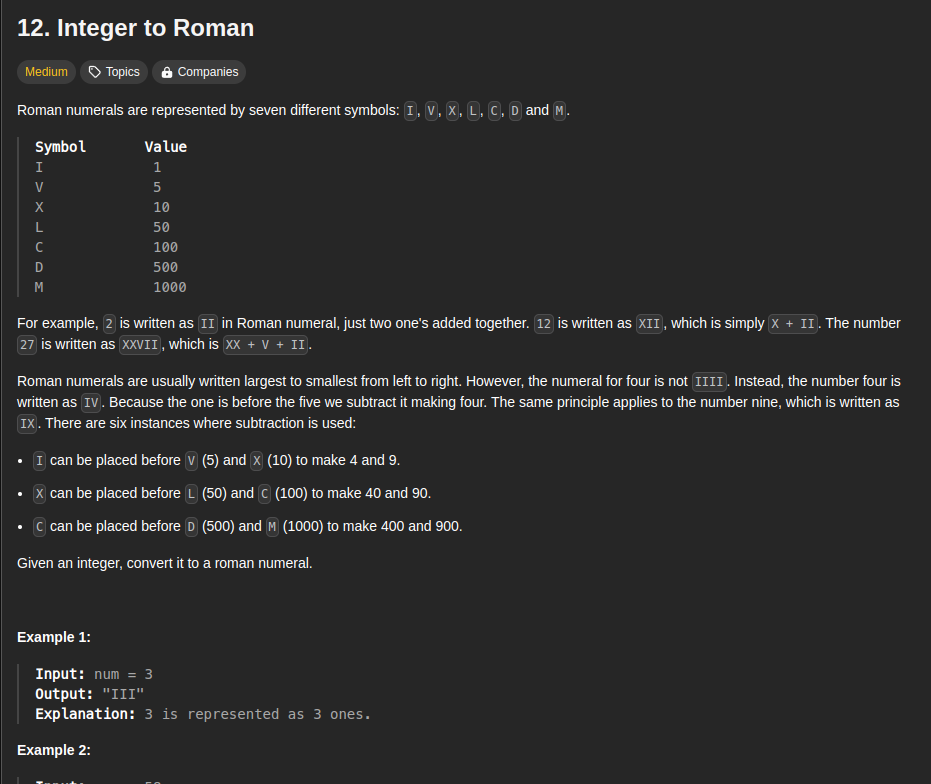 12. Integer to Roman
Medium Topics Companies
Roman numerals are represented by seven different symbols: I, V, X, L, C, D and M.
Symbol Value
I 1
V 5
X 10
L 50
C 100
D 500
M 1000
For example, 2 is written as II in Roman numeral, just two one's added together. 12 is written as XII, which is simply X + II. The number
27 is written as XXVII, which is XX + V + II.
Roman numerals are usually written largest to smallest from left to right. However, the numeral for four is not IIII. Instead, the number four is
written as IV. Because the one is before the five we subtract it making four. The same principle applies to the number nine, which is written as
IX. There are six instances where subtraction is used:
• I can be placed before V (5) and X (10) to make 4 and 9.
• X can be placed before L (50) and C (100) to make 40 and 90.
• C can be placed before D (500) and M (1000) to make 400 and 900.
Given an integer, convert it to a roman numeral.
Example 1:
Input: num = 3
Output: "III"
Explanation: 3 is represented as 3 ones.
Example 2: